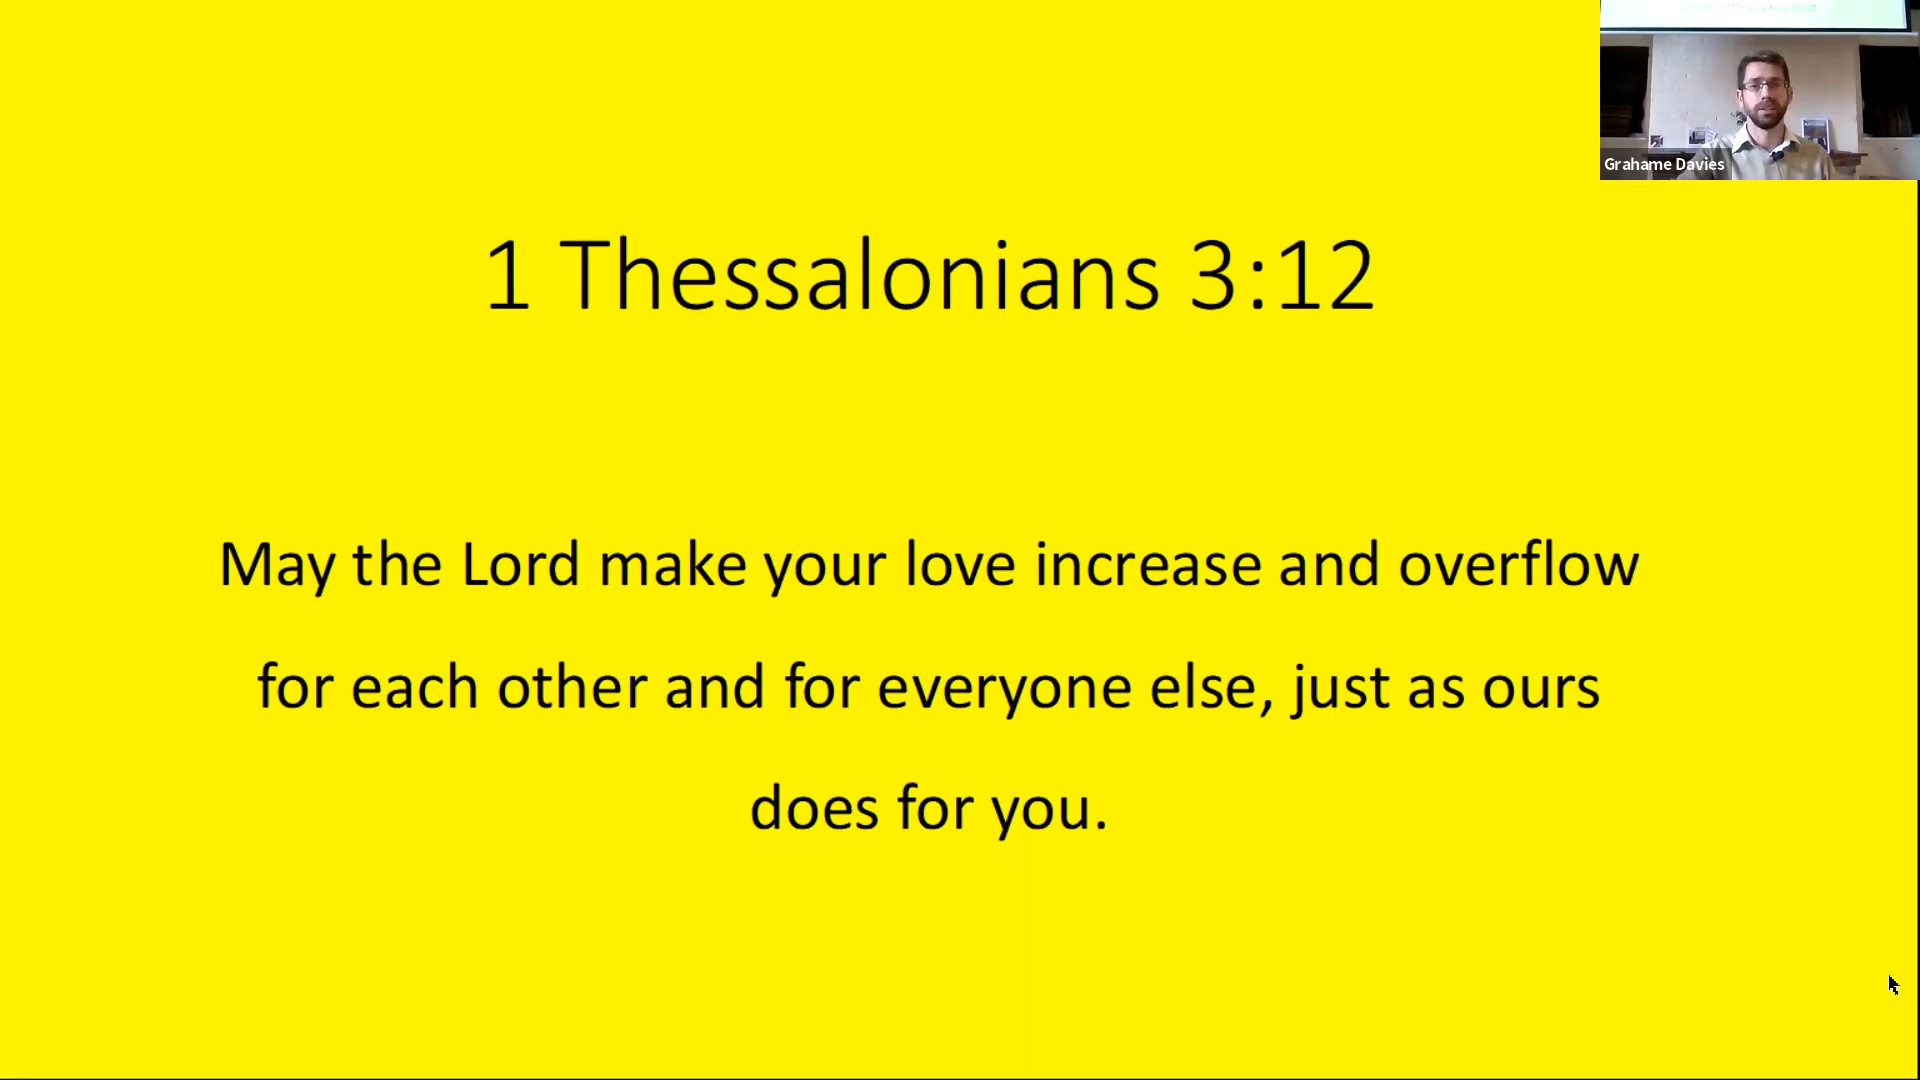 1 Thessalonians 3:12
May the Lord make your love increase and overflow
for each other and for everyone else, just as ours
does for you.
Grahame Davies